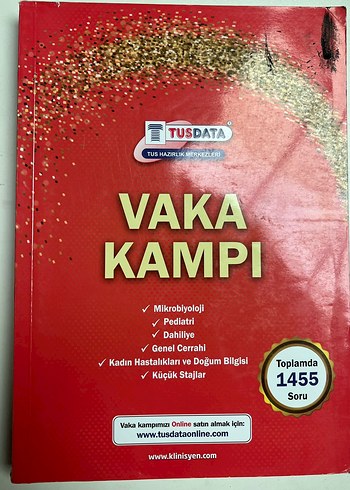 TUSDATA
TUS HAZIRLIK MERKEZLERİ
VAKA
KAMPI
✓ Mikrobiyoloji
✓ Pediatri
✓ Dahiliye
✓ Genel Cerrahi
✓ Kadın Hastalıkları ve Doğum Bilgisi
✓ Küçük Stajlar
Toplamda
1455
Soru
Vaka kampımızı Online satın almak için:
www.tusdataonline.com
www.klinisyen.com